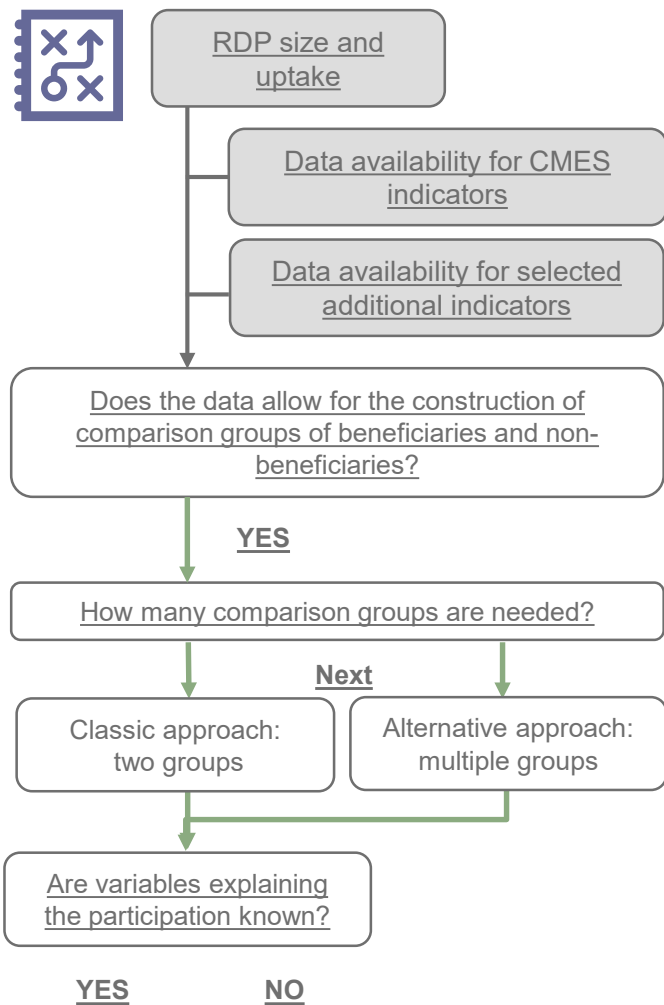 RDP size and
uptake
Data availability for CMES
indicators
Data availability for selected
additional indicators
Does the data allow for the construction of
comparison groups of beneficiaries and non-
beneficiaries?
YES
How many comparison groups are needed?
Next
Classic approach:
two groups
Alternative approach:
multiple groups
Are variables explaining
the participation known?
YES NO